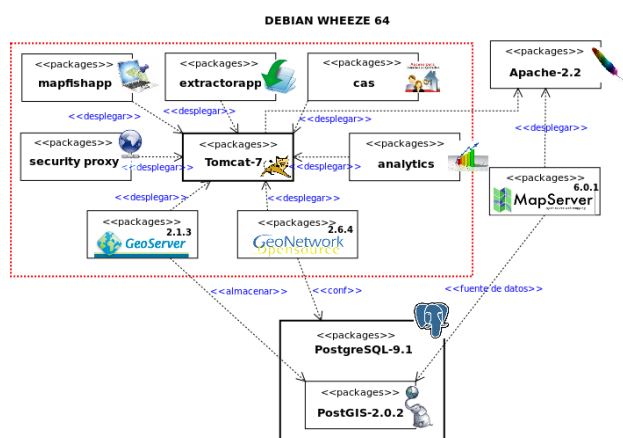 DEBIAN WHEEZE 64
<<packages>>
mapfishapp
<<packages>>
extractorapp
<<packages>>
cas
<<packages>>
Apache-2.2
<<desplegar>>
<<desplegar>>
<<desplegar>>
<<desplegar>>
<<packages>>
security proxy
<<desplegar>>
<<packages>>
Tomcat-7
<<desplegar>>
<<packages>>
analytics
<<packages>>
6.0.1
MapServer
<<desplegar>>
<<desplegar>>
<<packages>>
2.1.3
GeoServer
<<packages>>
2.6.4
GeoNetwork
Opensource
<<almacenar>>
<<conf>>
<<fuente de datos>>
<<packages>>
PostgreSQL-9.1
<<packages>>
PostGIS-2.0.2